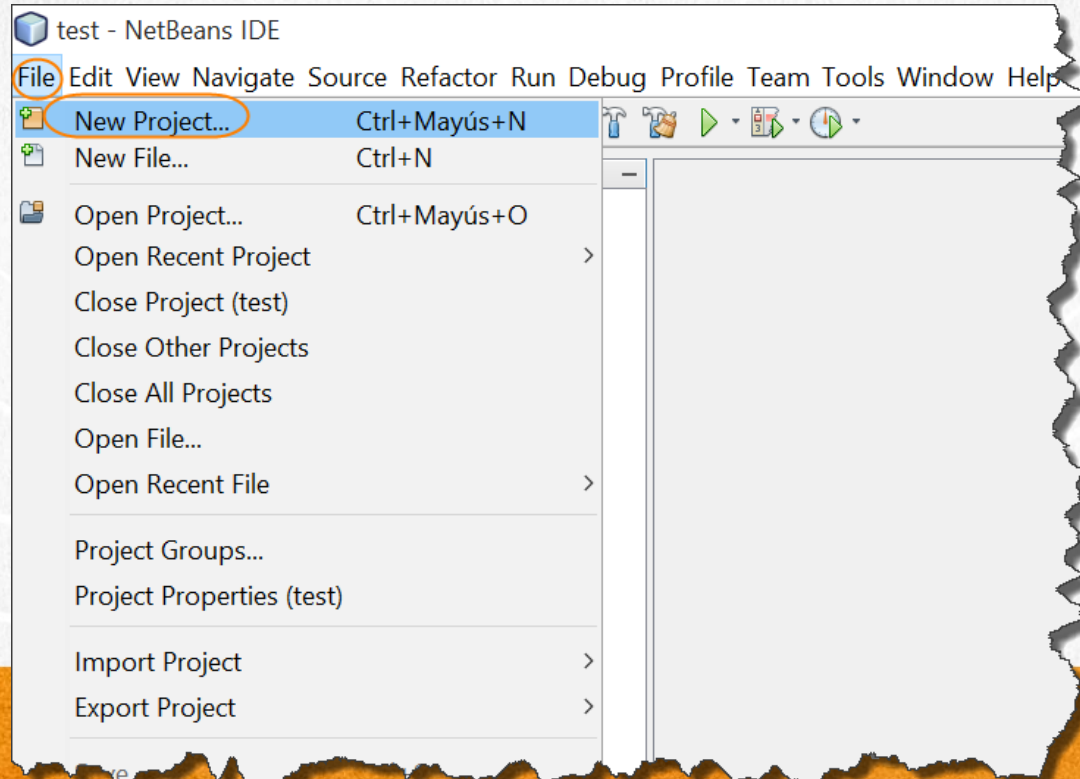 test - NetBeans IDE
File Edit View Navigate Source Refactor Run Debug Profile Team Tools Window Help
New Project... Ctrl+Mayús+N
New File... Ctrl+N
Open Project... Ctrl+Mayús+O
Open Recent Project
Close Project (test)
Close Other Projects
Close All Projects
Open File...
Open Recent File
Project Groups...
Project Properties (test)
Import Project
Export Project